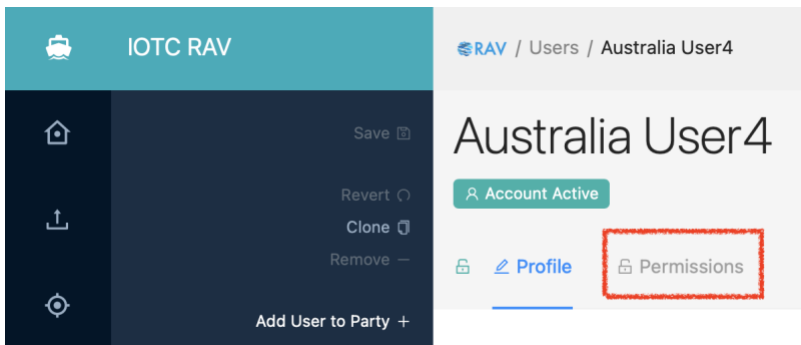 IOTC RAV
Save
Revert
Clone
Remove
Add User to Party +
RAV / Users / Australia User4
Australia User4
Account Active
Profile
Permissions